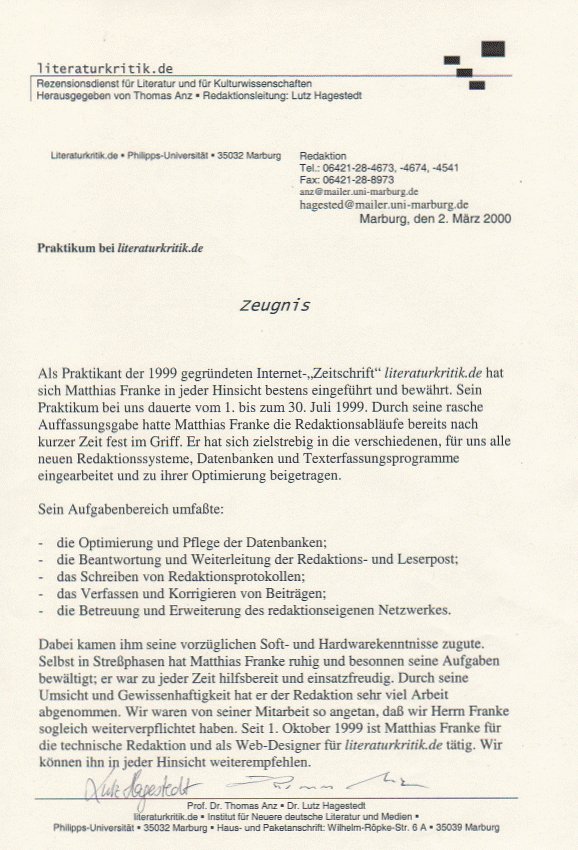 literaturkritik.de
Rezensionsdienst für Literatur und für Kulturwissenschaften
Herausgegeben von Thomas Anz • Redaktionsleitung: Lutz Hagestedt
Literaturkritik.de • Philipps-Universität • 35032 Marburg
Redaktion
Tel.: 06421-28-4673, -4674, -4541
Fax: 06421-28-8973
anz@mailer.uni-marburg.de
hagested@mailer.uni-marburg.de
Marburg, den 2. März 2000
Praktikum bei literaturkritik.de
Zeugnis
Als Praktikant der 1999 gegründeten Internet-„Zeitschrift“ literaturkritik.de hat
sich Matthias Franke in jeder Hinsicht bestens eingeführt und bewährt. Sein
Praktikum bei uns dauerte vom 1. bis zum 30. Juli 1999. Durch seine rasche
Auffassungsgabe hatte Matthias Franke die Redaktionsabläufe bereits nach
kurzer Zeit fest im Griff. Er hat sich zielstrebig in die verschiedenen, für uns alle
neuen Redaktionssysteme, Datenbanken und Texterfassungsprogramme
eingearbeitet und zu ihrer Optimierung beigetragen.
Sein Aufgabenbereich umfaßte:
- die Optimierung und Pflege der Datenbanken;
- die Beantwortung und Weiterleitung der Redaktions- und Leserpost;
- das Schreiben von Redaktionsprotokollen;
- das Verfassen und Korrigieren von Beiträgen;
- die Betreuung und Erweiterung des redaktionseigenen Netzwerkes.
Dabei kamen ihm seine vorzüglichen Soft- und Hardwarekenntnisse zugute.
Selbst in Streßphasen hat Matthias Franke ruhig und besonnen seine Aufgaben
bewältigt; er war zu jeder Zeit hilfsbereit und einsatzfreudig. Durch seine
Umsicht und Gewissenhaftigkeit hat er der Redaktion sehr viel Arbeit
abgenommen. Wir waren von seiner Mitarbeit so angetan, daß wir Herrn Franke
sogleich weiterverpflichtet haben. Seit 1. Oktober 1999 ist Matthias Franke für
die technische Redaktion und als Web-Designer für literaturkritik.de tätig. Wir
können ihn in jeder Hinsicht weiterempfehlen.
Lutz Hagestedt
Prof. Dr. Thomas Anz • Dr. Lutz Hagestedt
literaturkritik.de • Institut für Neuere deutsche Literatur und Medien •
Philipps-Universität • 35032 Marburg • Haus- und Paketanschrift: Wilhelm-Röpke-Str. 6 A • 35039 Marburg